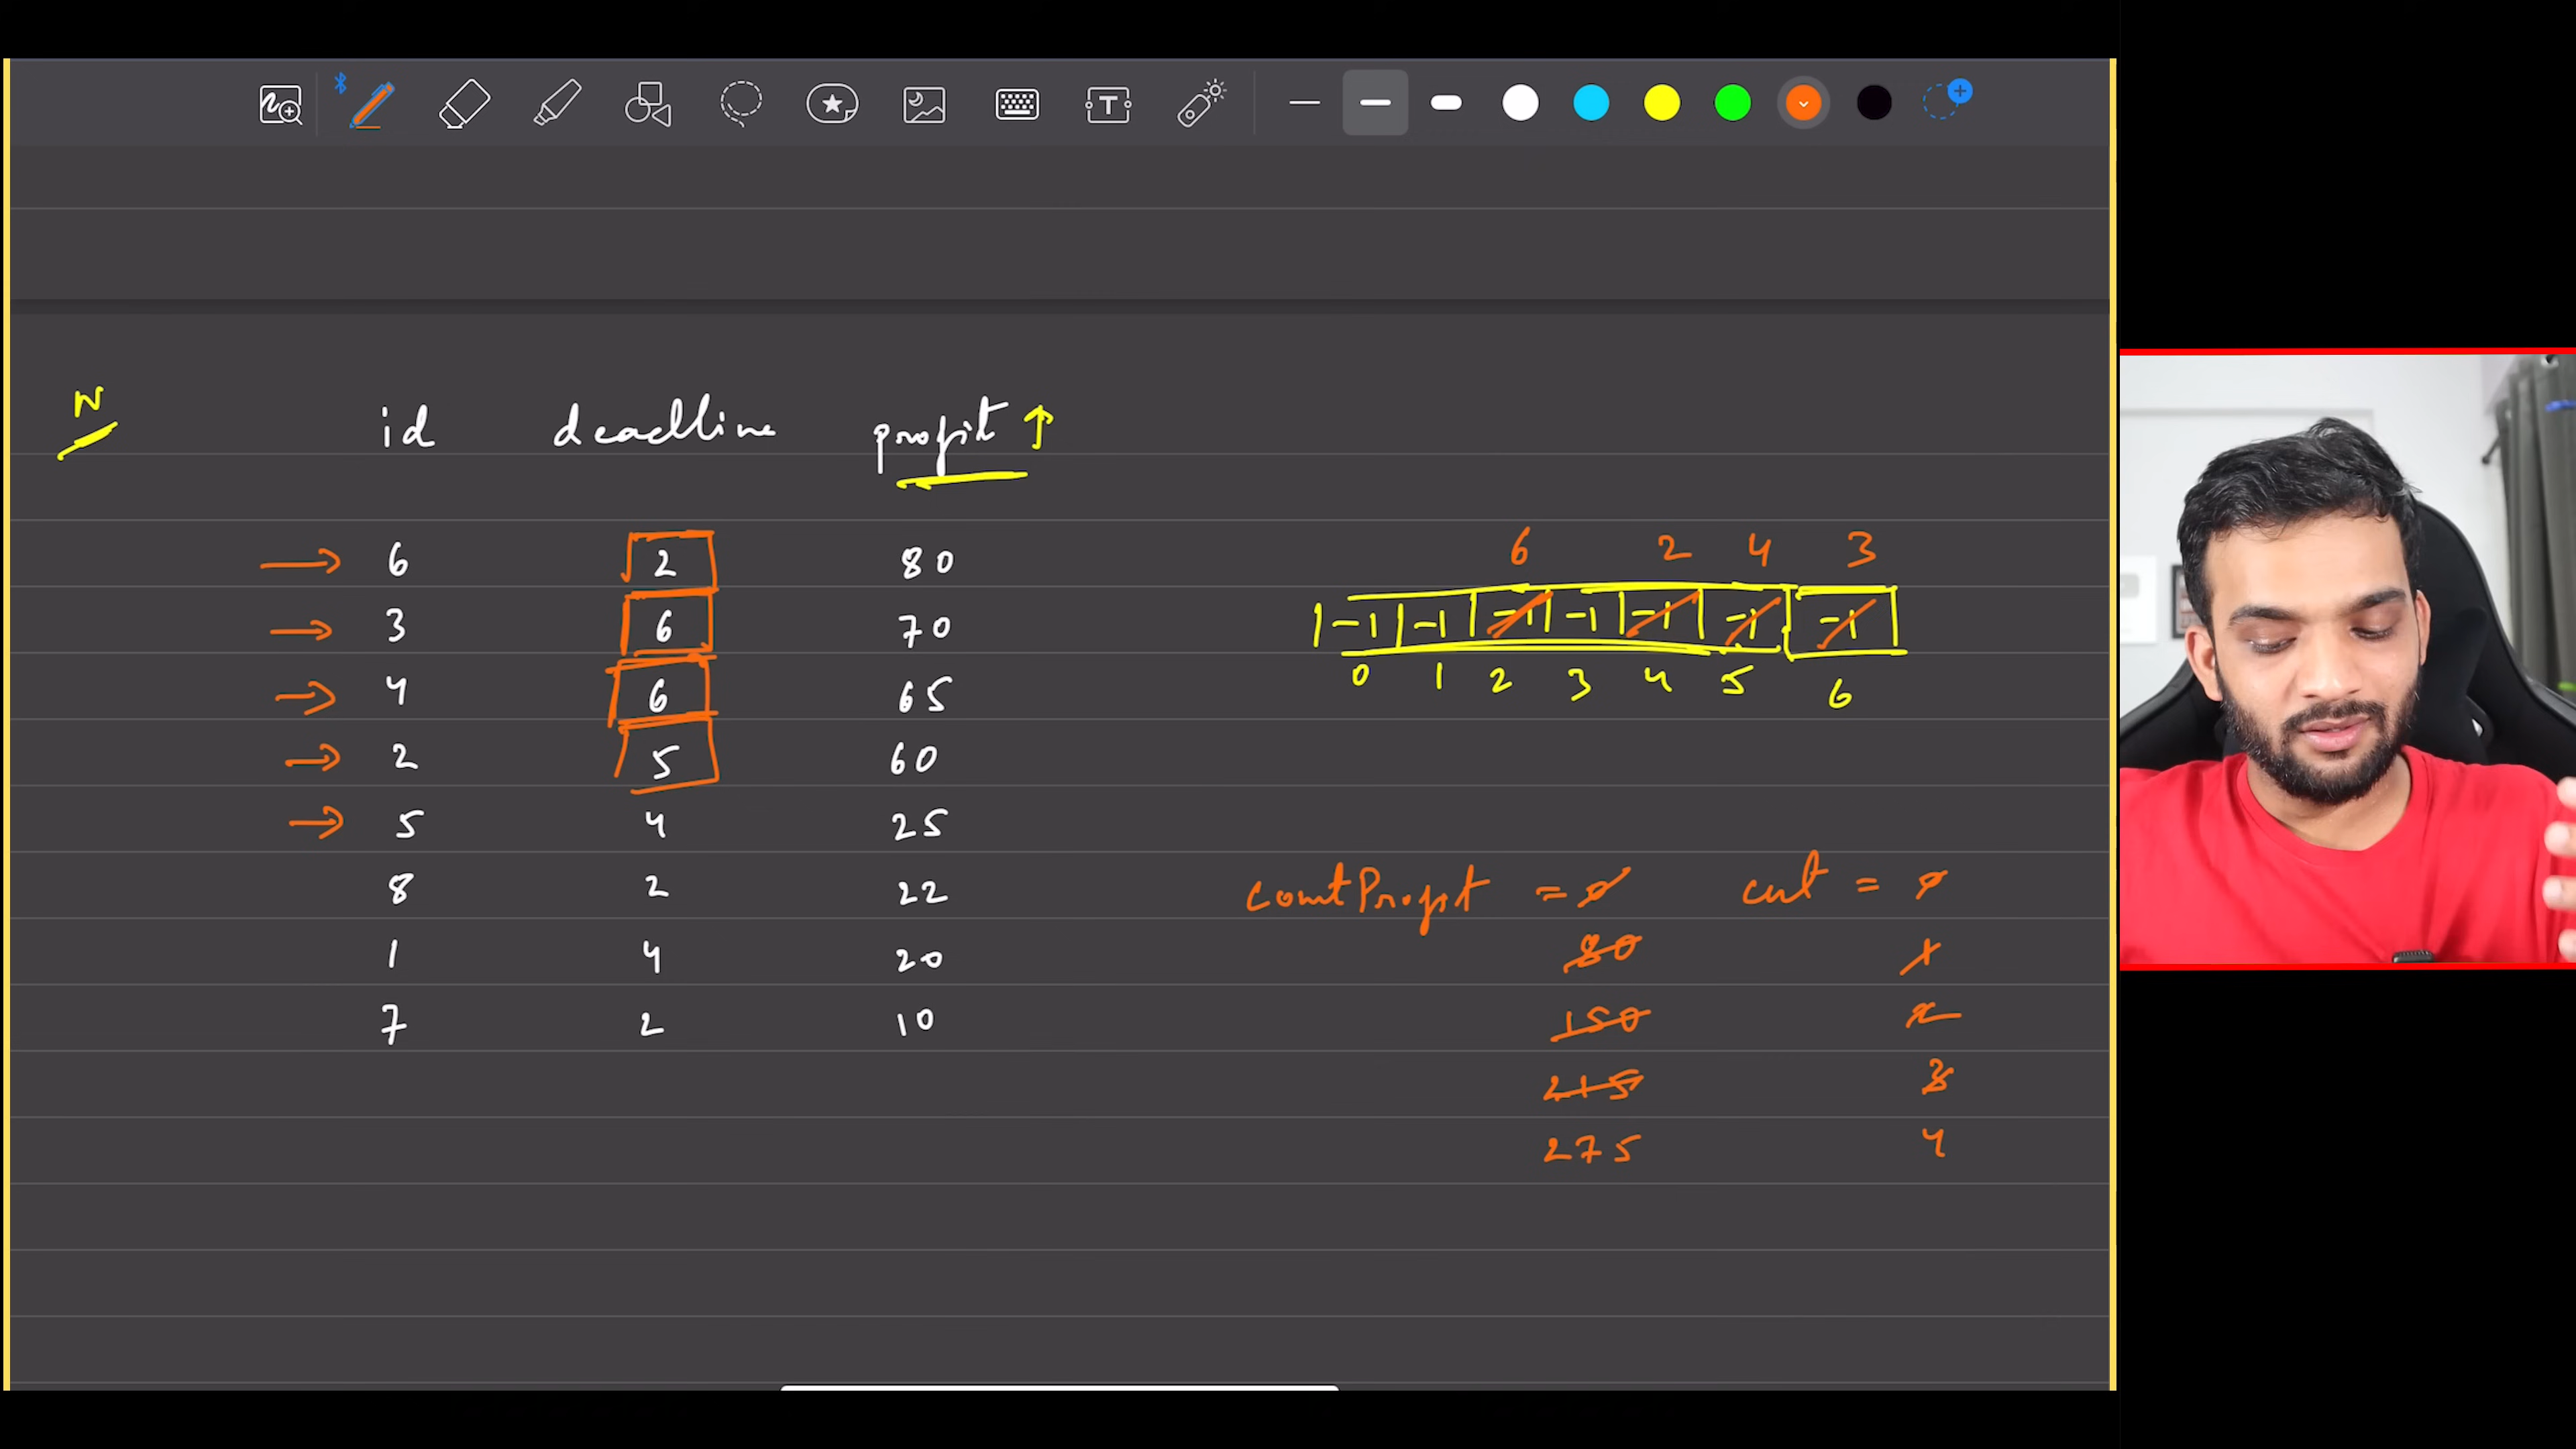 N
id deadline profit ↑
→ 6 2 80
→ 3 6 70
→ 4 6 65
→ 2 5 60
→ 5 4 25
8 2 22
1 4 20
7 2 10
6 2 4 3
-1 -1 -1 -1 -1 -1 -1
0 1 2 3 4 5 6
countProfit = 0 cnt = 0
80 1
150 2
215 3
275 4